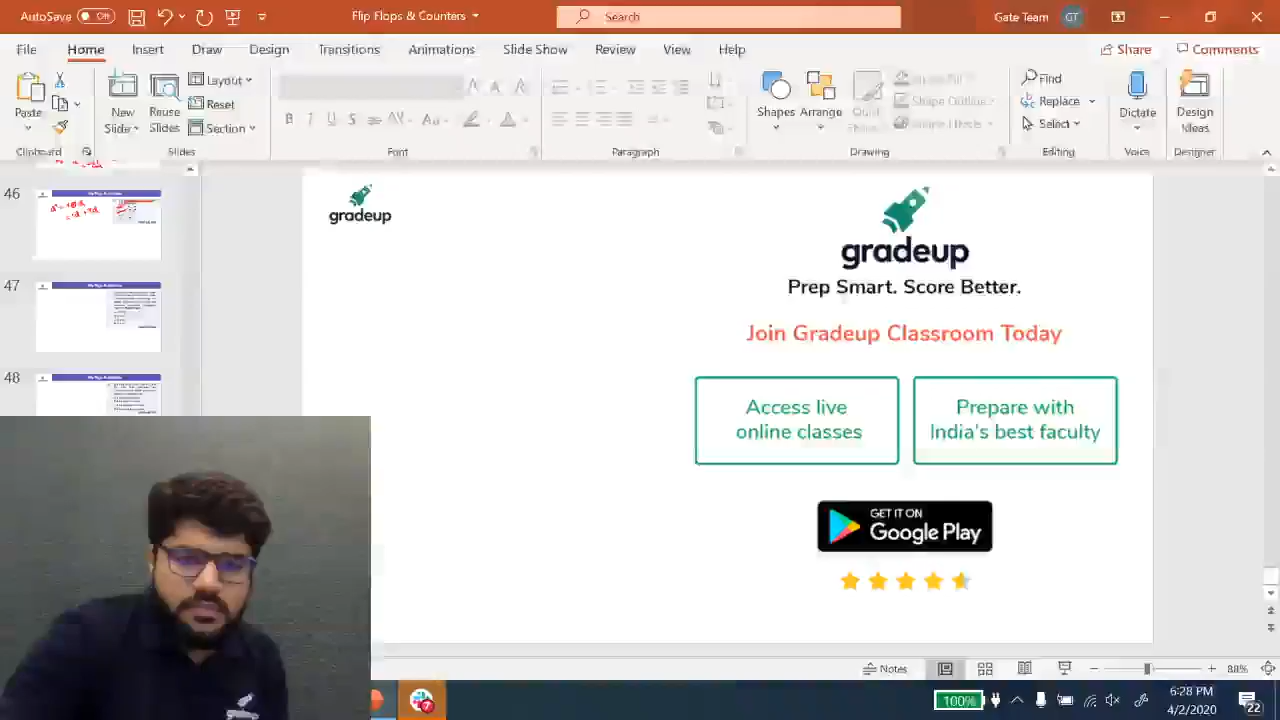 AutoSave Off Flip Flops & Counters Search Gate Team GT
File Home Insert Draw Design Transitions Animations Slide Show Review View Help Share Comments
Paste New Slide Reuse Slides Layout Reset Section Aa Shapes Arrange Shape Outline Find Replace Select Dictate Design Ideas
Clipboard Slides Font Paragraph Drawing Editing Voice Designer
46
47
48
gradeup
gradeup
Prep Smart. Score Better.
Join Gradeup Classroom Today
Access live
online classes
Prepare with
India's best faculty
GET IT ON
Google Play
Notes 88%
100% 6:28 PM
4/2/2020 22